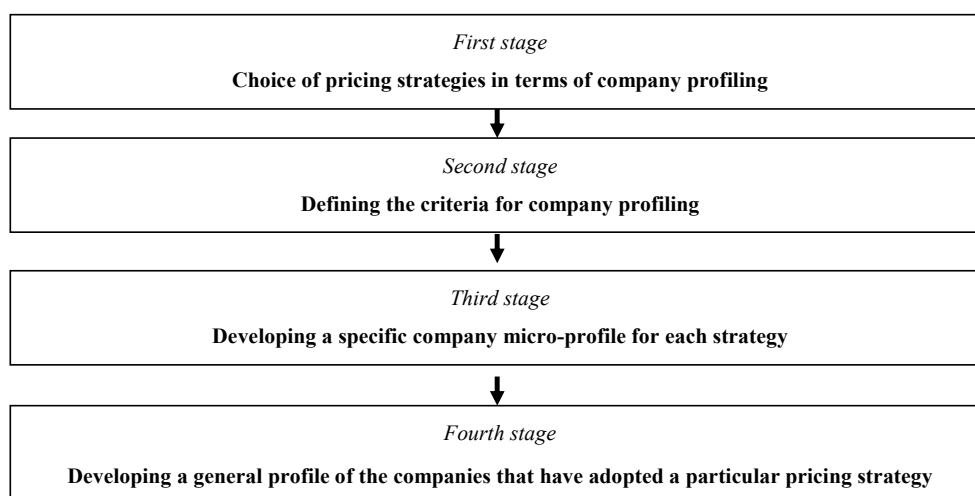 First stage
Choice of pricing strategies in terms of company profiling
Second stage
Defining the criteria for company profiling
Third stage
Developing a specific company micro-profile for each strategy
Fourth stage
Developing a general profile of the companies that have adopted a particular pricing strategy